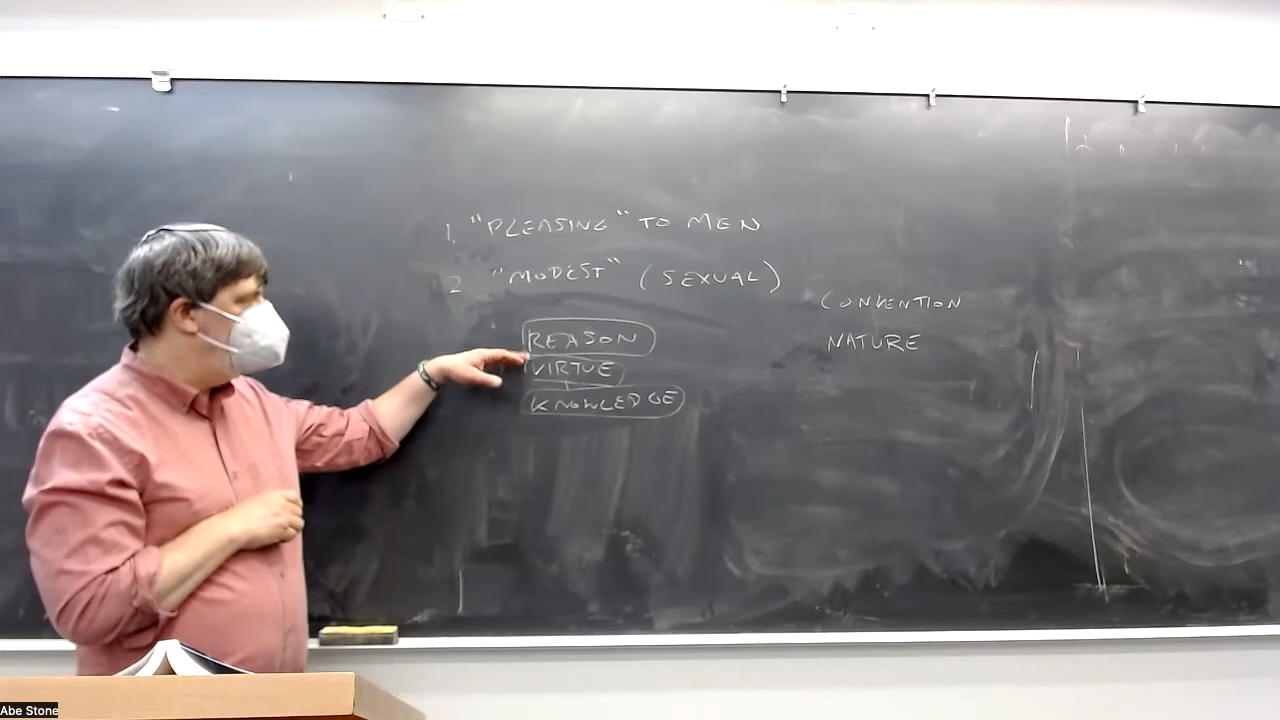 1. "PLEASING" TO MEN
2 "MODEST" (SEXUAL)
CONVENTION
REASON
NATURE
VIRTUE
KNOWLEDGE
Abe Stone